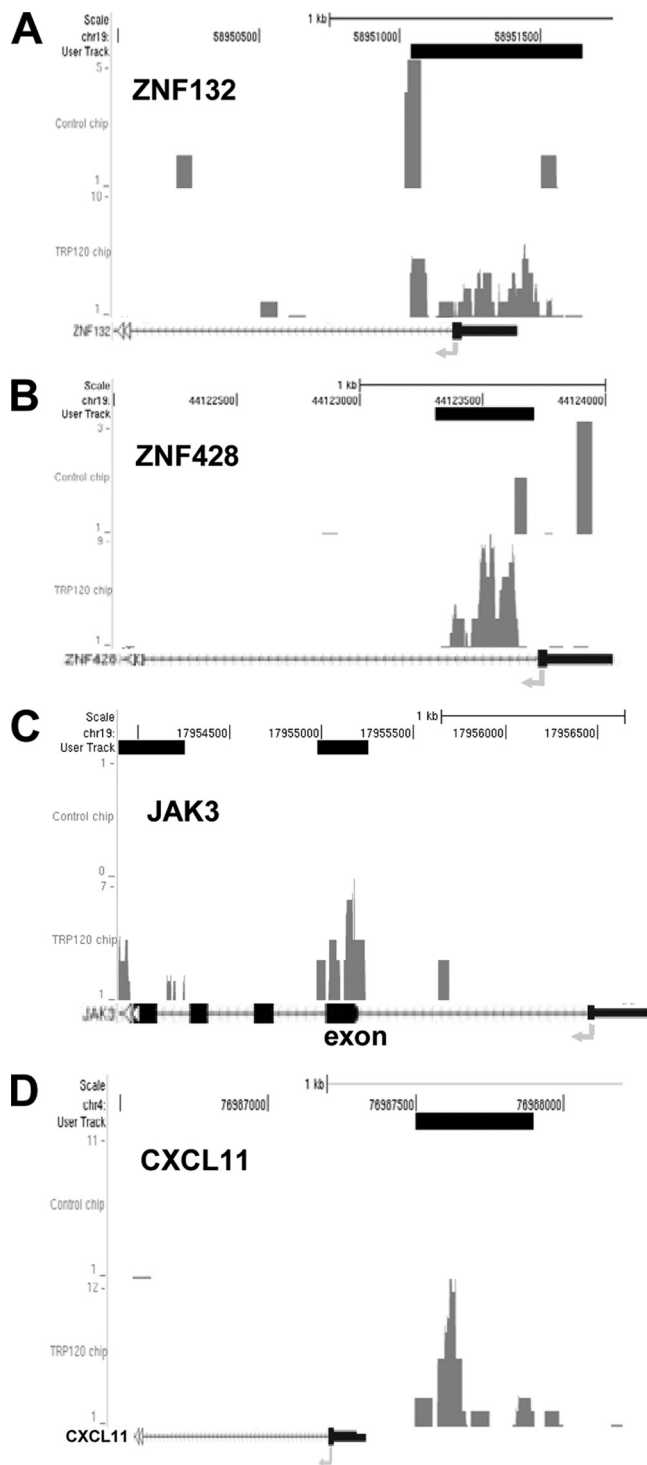 A
Scale 1 kb
chr19: 58950500 58951000 58951500
User Track
5
ZNF132
Control chip
1
10
TRP120 chip
1
ZNF132
B
Scale 1 kb
chr19: 44122500 44123000 44123500 44124000
User Track
3
ZNF428
Control chip
1
9
TRP120 chip
1
ZNF428
C
Scale 1 kb
chr19: 17954500 17955000 17955500 17956000 17956500
User Track
1
JAK3
Control chip
0
7
TRP120 chip
1
JAK3
exon
D
Scale 1 kb
chr4: 76987000 76987500 76988000
User Track
11
CXCL11
Control chip
1
12
TRP120 chip
1
CXCL11